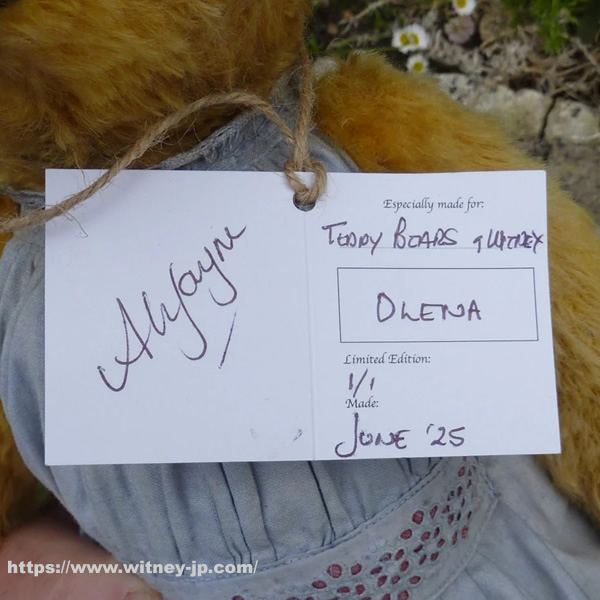 Especially made for:
TEDDY BEARS of WITNEY
OLENA
Limited Edition:
1/1
Made:
JUNE '25
https://www.witney-jp.com/